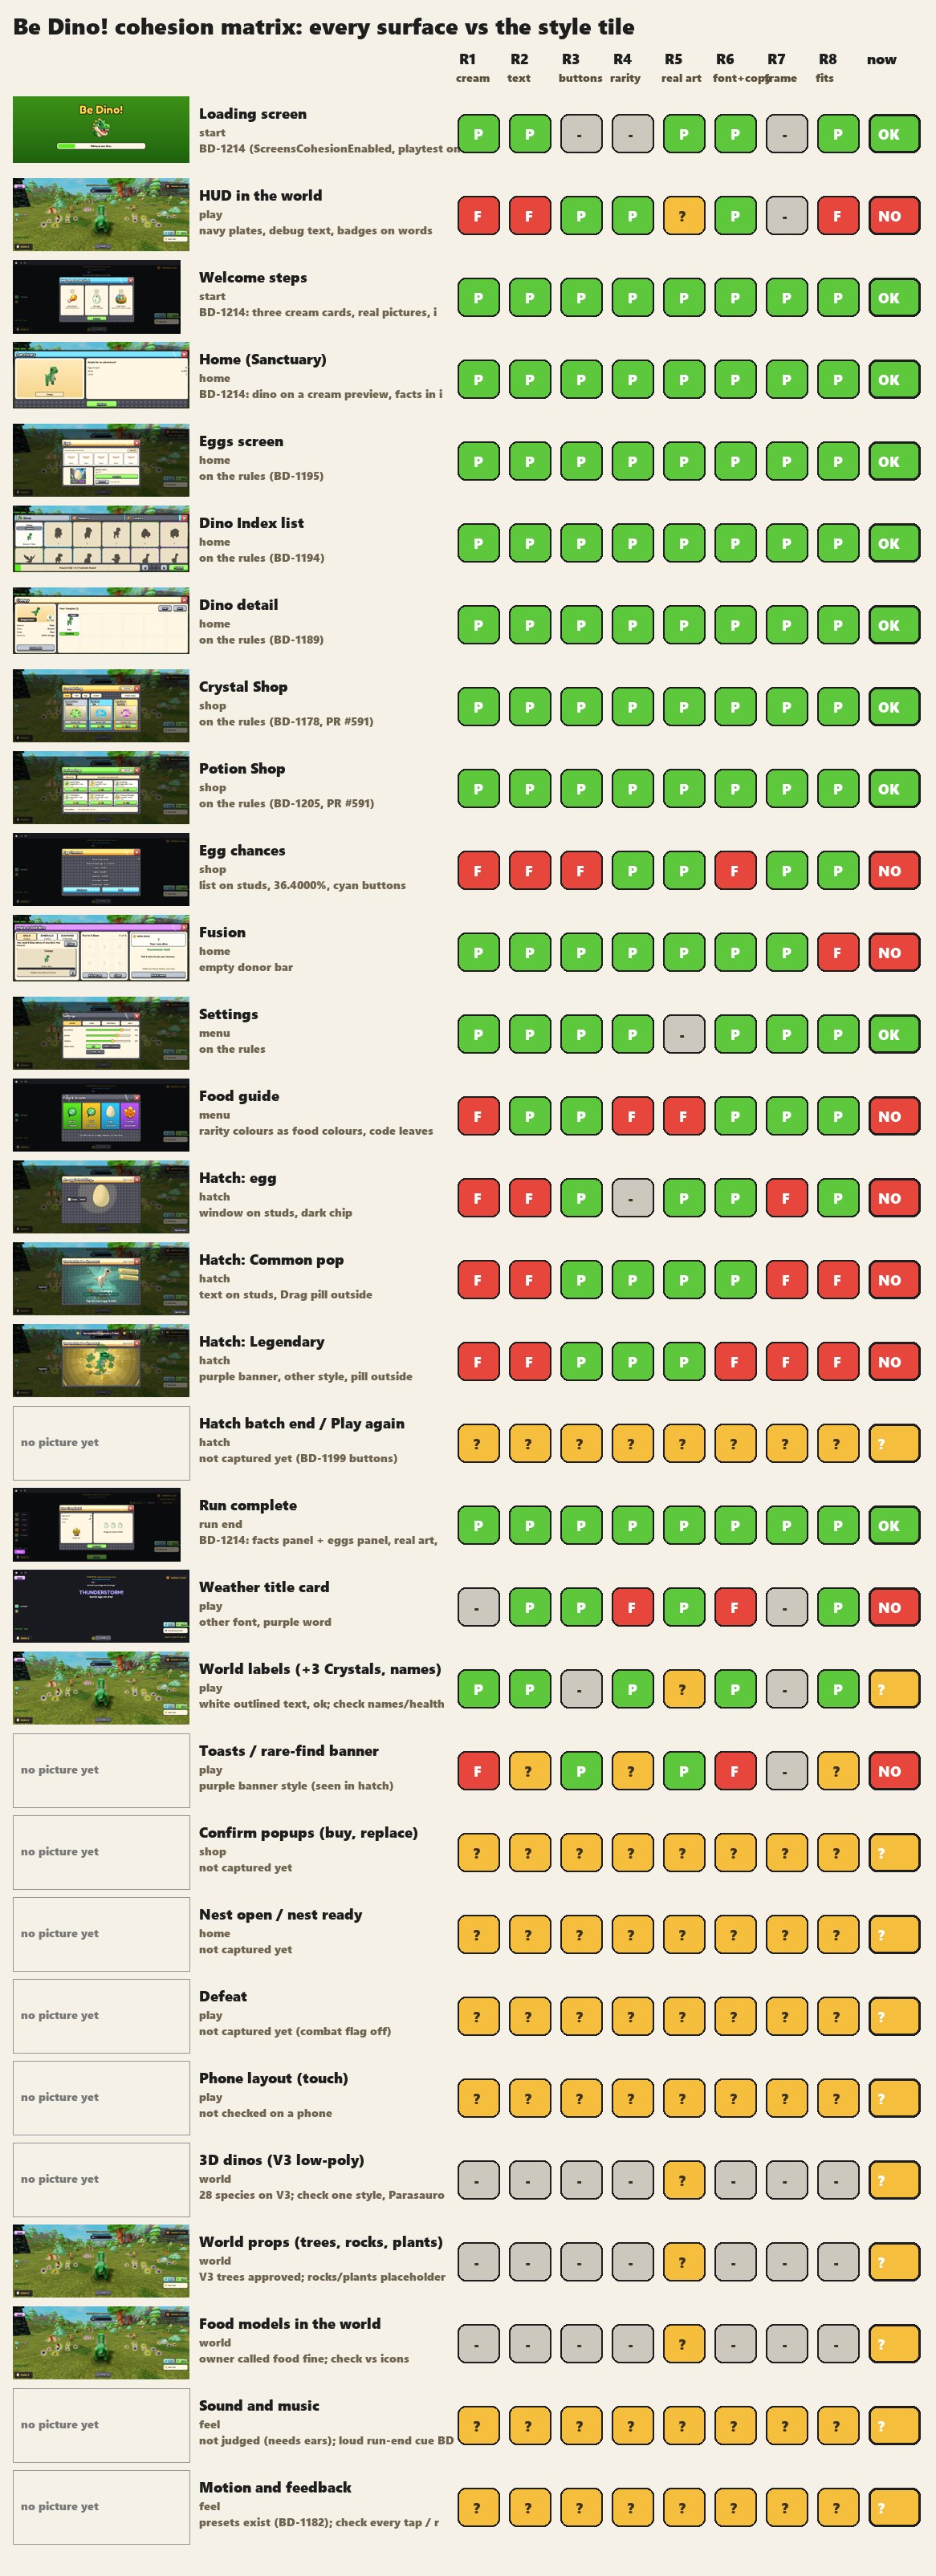 Be Dino! cohesion matrix: every surface vs the style tile
R1 R2 R3 R4 R5 R6 R7 R8 now
cream text buttons rarity real art font+copy frame fits
Be Dino!
Loading screen
start
BD-1214 (ScreensCohesionEnabled, playtest on
P P - - P P - P OK
HUD in the world
play
navy plates, debug text, badges on words
F F P P ? P - F NO
Welcome steps
start
BD-1214: three cream cards, real pictures, i
P P P P P P P P OK
Home (Sanctuary)
home
BD-1214: dino on a cream preview, facts in i
P P P P P P P P OK
Eggs screen
home
on the rules (BD-1195)
P P P P P P P P OK
Dino Index list
home
on the rules (BD-1194)
P P P P P P P P OK
Dino detail
home
on the rules (BD-1189)
P P P P P P P P OK
Crystal Shop
shop
on the rules (BD-1178, PR #591)
P P P P P P P P OK
Potion Shop
shop
on the rules (BD-1205, PR #591)
P P P P P P P P OK
Egg chances
shop
list on studs, 36.4000%, cyan buttons
F F F P P F P P NO
Fusion
home
empty donor bar
P P P P P P P F NO
Settings
menu
on the rules
P P P P - P P P OK
Food guide
menu
rarity colours as food colours, code leaves
F P P F F P P P NO
Hatch: egg
hatch
window on studs, dark chip
F F P - P P F P NO
Hatch: Common pop
hatch
text on studs, Drag pill outside
F F P P P P F F NO
Hatch: Legendary
hatch
purple banner, other style, pill outside
F F P P P F F F NO
no picture yet
Hatch batch end / Play again
hatch
not captured yet (BD-1199 buttons)
? ? ? ? ? ? ? ? ?
Run complete
run end
BD-1214: facts panel + eggs panel, real art,
P P P P P P P P OK
THUNDERSTORM!
Weather title card
play
other font, purple word
- P P F P F - P NO
World labels (+3 Crystals, names)
play
white outlined text, ok; check names/health
P P - P ? P - P ?
no picture yet
Toasts / rare-find banner
play
purple banner style (seen in hatch)
F ? P ? P F - ? NO
no picture yet
Confirm popups (buy, replace)
shop
not captured yet
? ? ? ? ? ? ? ? ?
no picture yet
Nest open / nest ready
home
not captured yet
? ? ? ? ? ? ? ? ?
no picture yet
Defeat
play
not captured yet (combat flag off)
? ? ? ? ? ? ? ? ?
no picture yet
Phone layout (touch)
play
not checked on a phone
? ? ? ? ? ? ? ? ?
no picture yet
3D dinos (V3 low-poly)
world
28 species on V3; check one style, Parasauro
- - - - ? - - - ?
World props (trees, rocks, plants)
world
V3 trees approved; rocks/plants placeholder
- - - - ? - - - ?
Food models in the world
world
owner called food fine; check vs icons
- - - - ? - - - ?
no picture yet
Sound and music
feel
not judged (needs ears); loud run-end cue BD
? ? ? ? ? ? ? ? ?
no picture yet
Motion and feedback
feel
presets exist (BD-1182); check every tap / r
? ? ? ? ? ? ? ? ?